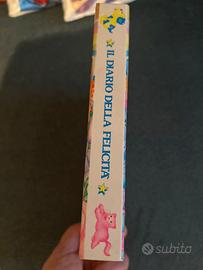 IL DIARIO DELLA FELICITÀ
subito